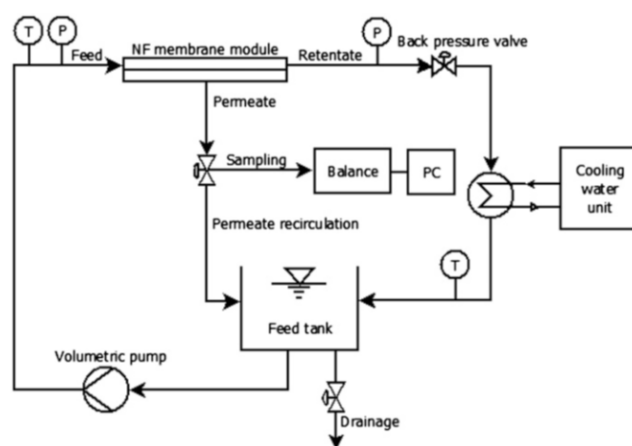 NF membrane module
T
P
Feed
Retentate
P
Back pressure valve
Permeate
Sampling
Balance
PC
Cooling
water
unit
Permeate recirculation
T
Feed tank
Volumetric pump
Drainage